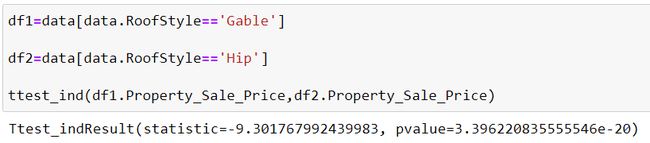 df1=data[data.RoofStyle=='Gable']
df2=data[data.RoofStyle=='Hip']
ttest_ind(df1.Property_Sale_Price,df2.Property_Sale_Price)
Ttest_indResult(statistic=-9.301767992439983, pvalue=3.396220835555546e-20)